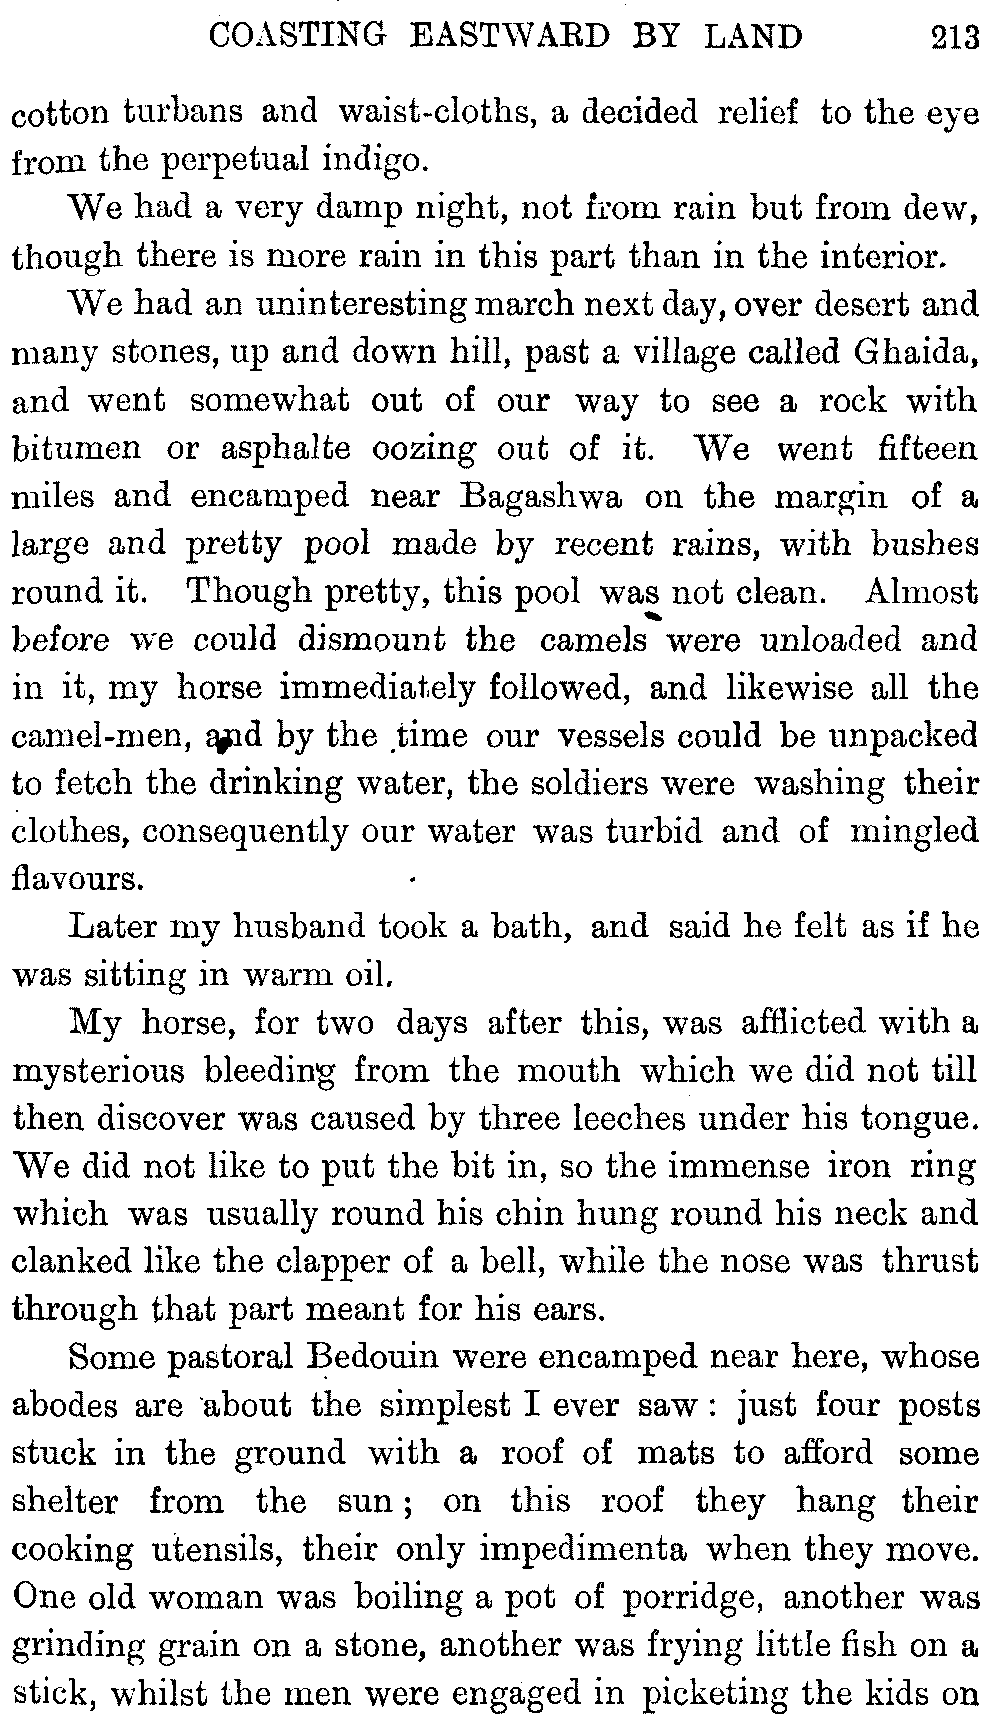 COASTING EASTWARD BY LAND 213
cotton turbans and waist-cloths, a decided relief to the eye
from the perpetual indigo.
We had a very damp night, not from rain but from dew,
though there is more rain in this part than in the interior.
We had an uninteresting march next day, over desert and
many stones, up and down hill, past a village called Ghaida,
and went somewhat out of our way to see a rock with
bitumen or asphalte oozing out of it. We went fifteen
miles and encamped near Bagashwa on the margin of a
large and pretty pool made by recent rains, with bushes
round it. Though pretty, this pool was not clean. Almost
before we could dismount the camels were unloaded and
in it, my horse immediately followed, and likewise all the
camel-men, and by the time our vessels could be unpacked
to fetch the drinking water, the soldiers were washing their
clothes, consequently our water was turbid and of mingled
flavours.
Later my husband took a bath, and said he felt as if he
was sitting in warm oil.
My horse, for two days after this, was afflicted with a
mysterious bleeding from the mouth which we did not till
then discover was caused by three leeches under his tongue.
We did not like to put the bit in, so the immense iron ring
which was usually round his chin hung round his neck and
clanked like the clapper of a bell, while the nose was thrust
through that part meant for his ears.
Some pastoral Bedouin were encamped near here, whose
abodes are about the simplest I ever saw: just four posts
stuck in the ground with a roof of mats to afford some
shelter from the sun; on this roof they hang their
cooking utensils, their only impedimenta when they move.
One old woman was boiling a pot of porridge, another was
grinding grain on a stone, another was frying little fish on a
stick, whilst the men were engaged in picketing the kids on